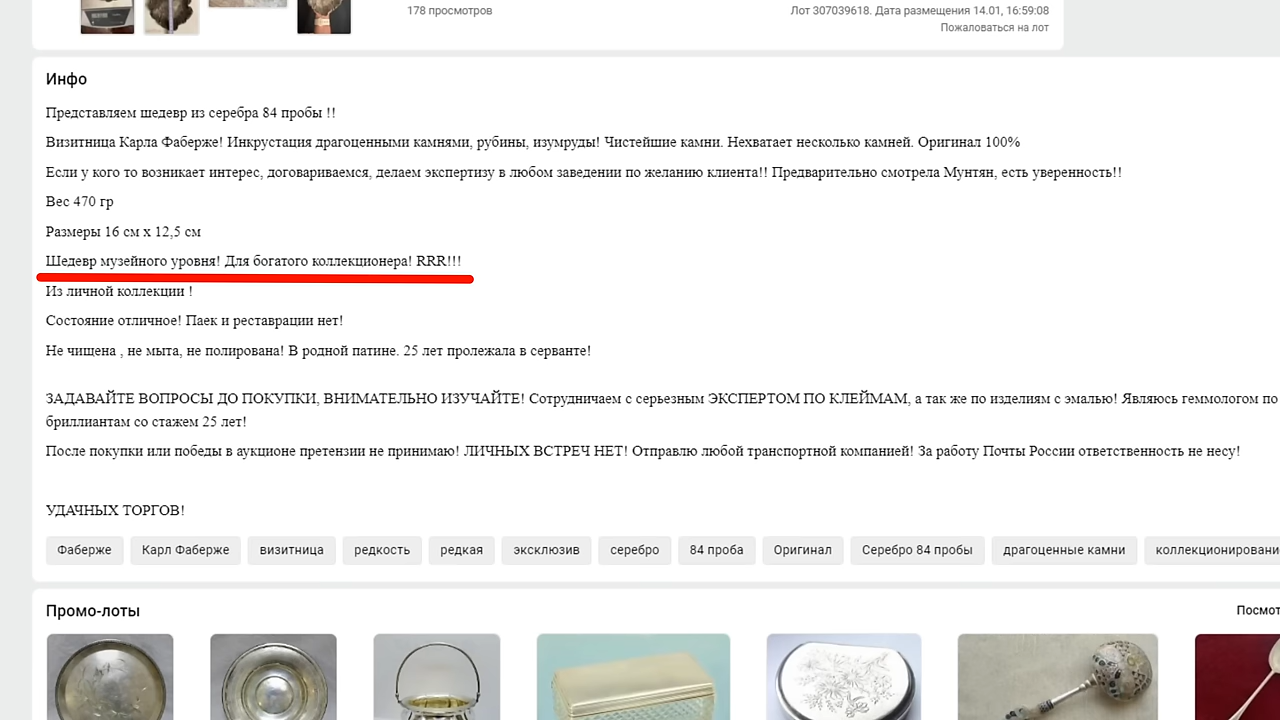 178 просмотров
Лот 307039618. Дата размещения 14.01, 16:59:08
Пожаловаться на лот
Инфо
Представляем шедевр из серебра 84 пробы !!
Визитница Карла Фаберже! Инкрустация драгоценными камнями, рубины, изумруды! Чистейшие камни. Нехватает несколько камней. Оригинал 100%
Если у кого то возникает интерес, договариваемся, делаем экспертизу в любом заведении по желанию клиента!! Предварительно смотрела Мунтян, есть уверенность!!
Вес 470 гр
Размеры 16 см х 12,5 см
Шедевр музейного уровня! Для богатого коллекционера! RRR!!!
Из личной коллекции !
Состояние отличное! Паек и реставрации нет!
Не чищена , не мыта, не полирована! В родной патине. 25 лет пролежала в серванте!
ЗАДАВАЙТЕ ВОПРОСЫ ДО ПОКУПКИ, ВНИМАТЕЛЬНО ИЗУЧАЙТЕ! Сотрудничаем с серьезным ЭКСПЕРТОМ ПО КЛЕЙМАМ, а так же по изделиям с эмалью! Являюсь геммологом по
бриллиантам со стажем 25 лет!
После покупки или победы в аукционе претензии не принимаю! ЛИЧНЫХ ВСТРЕЧ НЕТ! Отправлю любой транспортной компанией! За работу Почты России ответственность не несу!
УДАЧНЫХ ТОРГОВ!
Фаберже Карл Фаберже визитница редкость редкая эксклюзив серебро 84 проба Оригинал Серебро 84 пробы драгоценные камни коллекционировани
Промо-лоты
Посмот